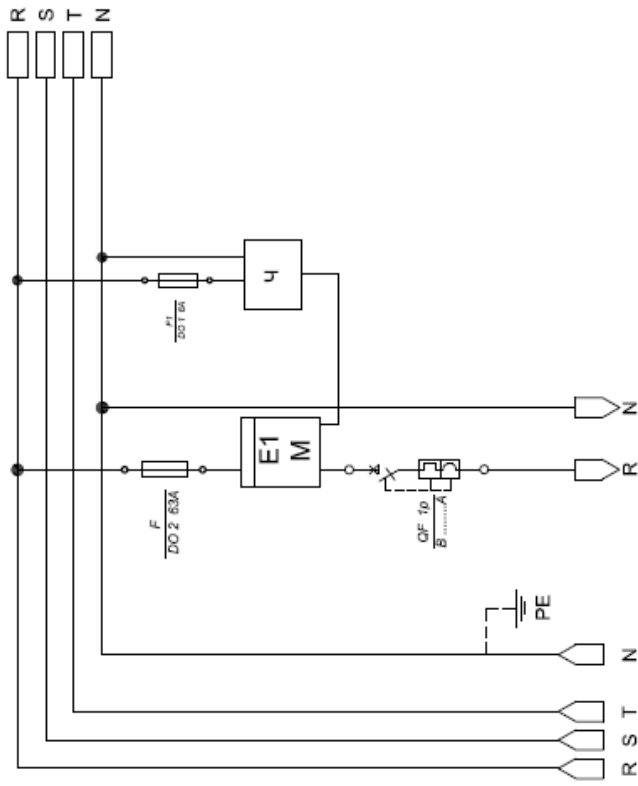 R
S
T
N
Ч
F1
DO 1 6A
E1
M
F
DO 2 63A
QF 1p
B ..........A
N
R
PE
N
T
S
R